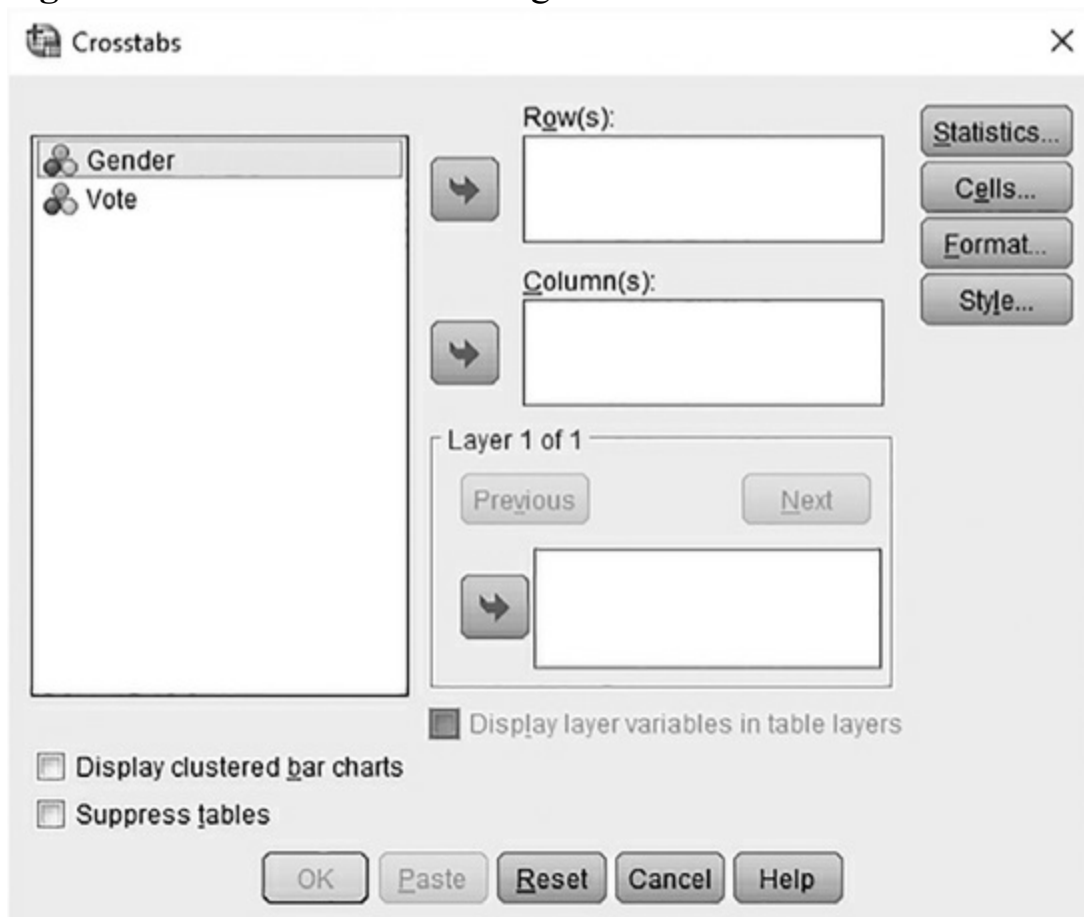 Crosstabs
Gender
Vote
Row(s):
Column(s):
Layer 1 of 1
Previous
Next
Display layer variables in table layers
Statistics...
Cells...
Format...
Style...
Display clustered bar charts
Suppress tables
OK Paste Reset Cancel Help